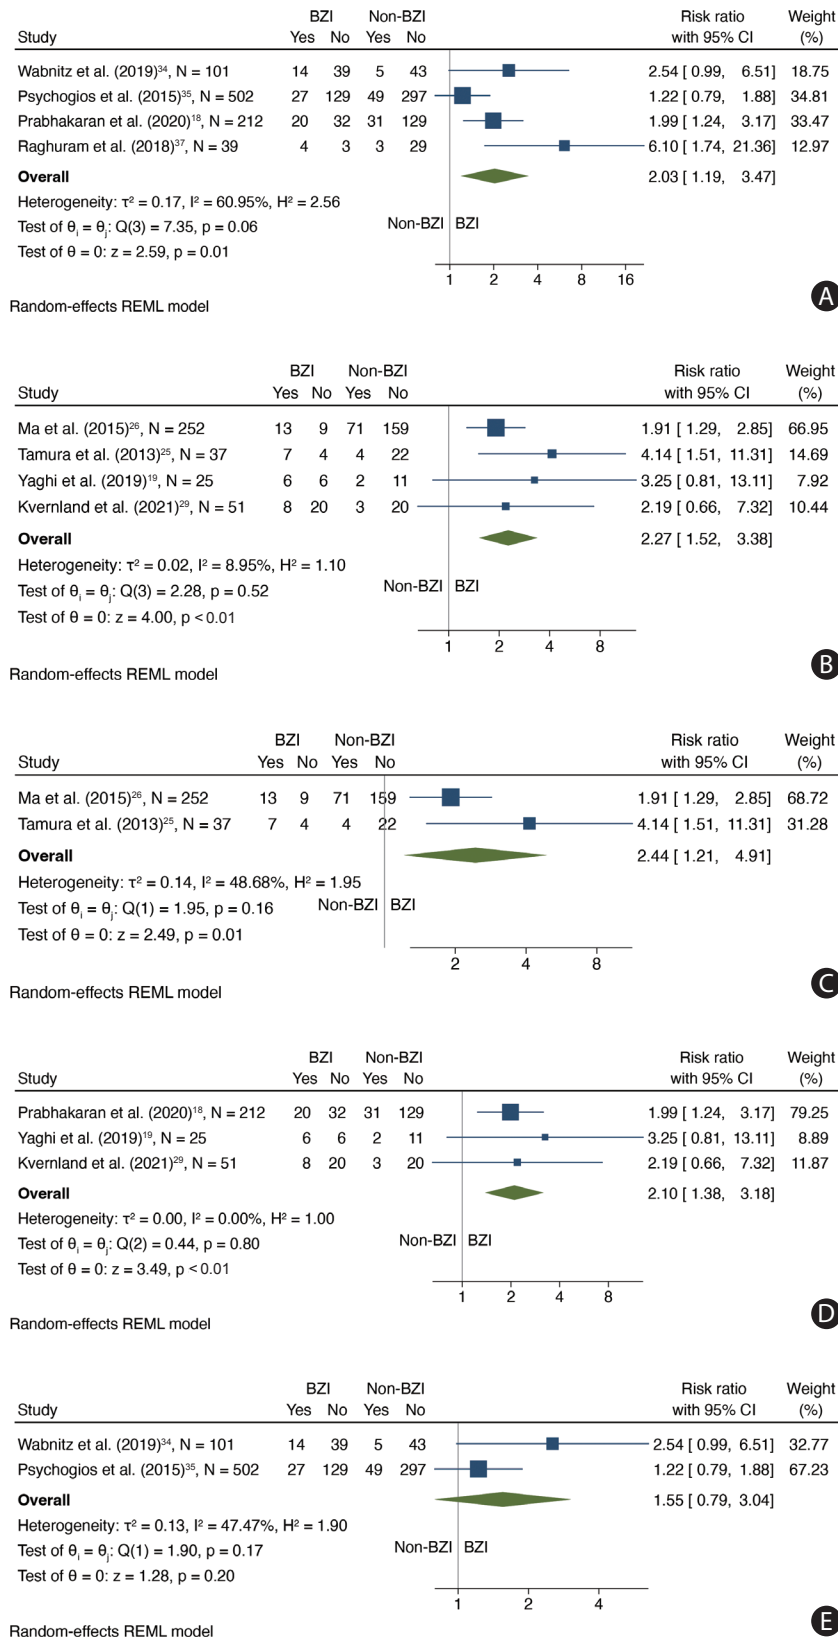 BZI Non-BZI Risk ratio Weight
Study Yes No Yes No with 95% CI (%)
Wabnitz et al. (2019)³⁴, N = 101 14 39 5 43 2.54 [ 0.99, 6.51] 18.75
Psychogios et al. (2015)³⁵, N = 502 27 129 49 297 1.22 [ 0.79, 1.88] 34.81
Prabhakaran et al. (2020)¹⁸, N = 212 20 32 31 129 1.99 [ 1.24, 3.17] 33.47
Raghuram et al. (2018)³⁷, N = 39 4 3 3 29 6.10 [ 1.74, 21.36] 12.97
Overall 2.03 [ 1.19, 3.47]
Heterogeneity: τ² = 0.17, I² = 60.95%, H² = 2.56
Test of θᵢ = θⱼ: Q(3) = 7.35, p = 0.06 Non-BZI BZI
Test of θ = 0: z = 2.59, p = 0.01
1 2 4 8 16
Random-effects REML model A
BZI Non-BZI Risk ratio Weight
Study Yes No Yes No with 95% CI (%)
Ma et al. (2015)²⁶, N = 252 13 9 71 159 1.91 [ 1.29, 2.85] 66.95
Tamura et al. (2013)²⁵, N = 37 7 4 4 22 4.14 [ 1.51, 11.31] 14.69
Yaghi et al. (2019)¹⁹, N = 25 6 6 2 11 3.25 [ 0.81, 13.11] 7.92
Kvernland et al. (2021)²⁹, N = 51 8 20 3 20 2.19 [ 0.66, 7.32] 10.44
Overall 2.27 [ 1.52, 3.38]
Heterogeneity: τ² = 0.02, I² = 8.95%, H² = 1.10
Test of θᵢ = θⱼ: Q(3) = 2.28, p = 0.52 Non-BZI BZI
Test of θ = 0: z = 4.00, p < 0.01
1 2 4 8
Random-effects REML model B
BZI Non-BZI Risk ratio Weight
Study Yes No Yes No with 95% CI (%)
Ma et al. (2015)²⁶, N = 252 13 9 71 159 1.91 [ 1.29, 2.85] 68.72
Tamura et al. (2013)²⁵, N = 37 7 4 4 22 4.14 [ 1.51, 11.31] 31.28
Overall 2.44 [ 1.21, 4.91]
Heterogeneity: τ² = 0.14, I² = 48.68%, H² = 1.95
Test of θᵢ = θⱼ: Q(1) = 1.95, p = 0.16 Non-BZI BZI
Test of θ = 0: z = 2.49, p = 0.01
2 4 8
Random-effects REML model C
BZI Non-BZI Risk ratio Weight
Study Yes No Yes No with 95% CI (%)
Prabhakaran et al. (2020)¹⁸, N = 212 20 32 31 129 1.99 [ 1.24, 3.17] 79.25
Yaghi et al. (2019)¹⁹, N = 25 6 6 2 11 3.25 [ 0.81, 13.11] 8.89
Kvernland et al. (2021)²⁹, N = 51 8 20 3 20 2.19 [ 0.66, 7.32] 11.87
Overall 2.10 [ 1.38, 3.18]
Heterogeneity: τ² = 0.00, I² = 0.00%, H² = 1.00
Test of θᵢ = θⱼ: Q(2) = 0.44, p = 0.80 Non-BZI BZI
Test of θ = 0: z = 3.49, p < 0.01
1 2 4 8
Random-effects REML model D
BZI Non-BZI Risk ratio Weight
Study Yes No Yes No with 95% CI (%)
Wabnitz et al. (2019)³⁴, N = 101 14 39 5 43 2.54 [ 0.99, 6.51] 32.77
Psychogios et al. (2015)³⁵, N = 502 27 129 49 297 1.22 [ 0.79, 1.88] 67.23
Overall 1.55 [ 0.79, 3.04]
Heterogeneity: τ² = 0.13, I² = 47.47%, H² = 1.90
Test of θᵢ = θⱼ: Q(1) = 1.90, p = 0.17 Non-BZI BZI
Test of θ = 0: z = 1.28, p = 0.20
1 2 4
Random-effects REML model E